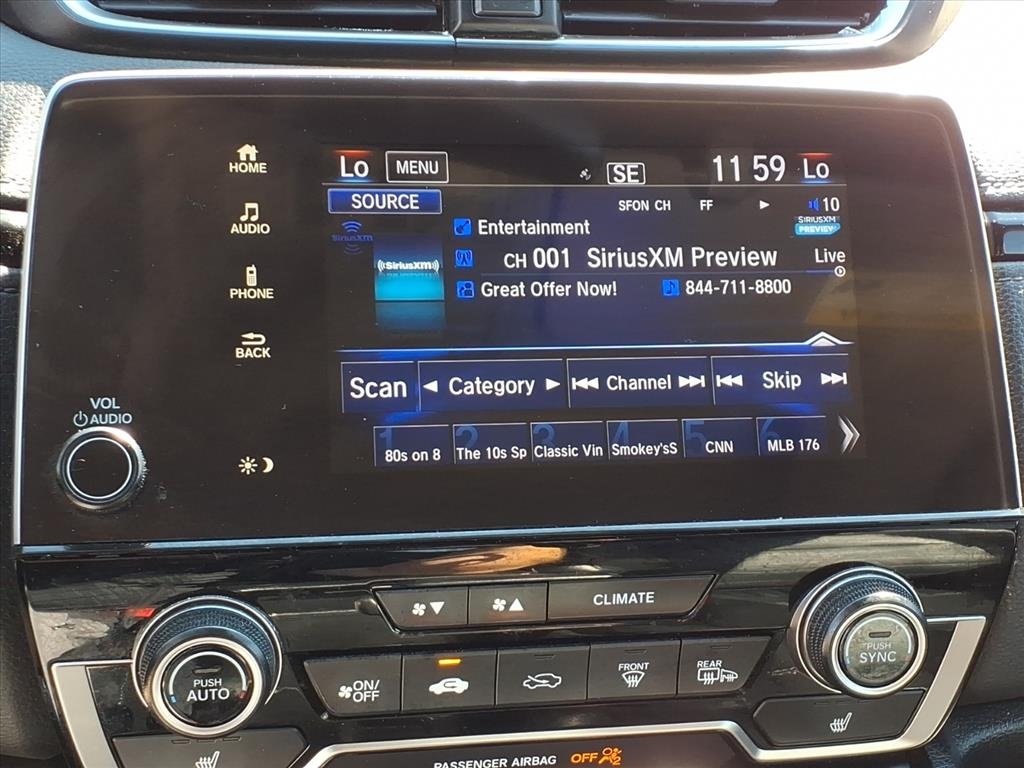 HOME
AUDIO
PHONE
BACK
VOL
AUDIO
Lo MENU SE 11 59 Lo
SOURCE SFON CH FF 10
SiriusXM SIRIUSXM PREVIEW
Entertainment
((SiriusXM))
CH 001 SiriusXM Preview Live
Great Offer Now! 844-711-8800
Scan Category Channel Skip
1 80s on 8 2 The 10s Sp 3 Classic Vin 4 Smokey'sS 5 CNN 6 MLB 176
CLIMATE
PUSH AUTO
ON/OFF
FRONT
REAR
PUSH SYNC
PASSENGER AIRBAG OFF 2